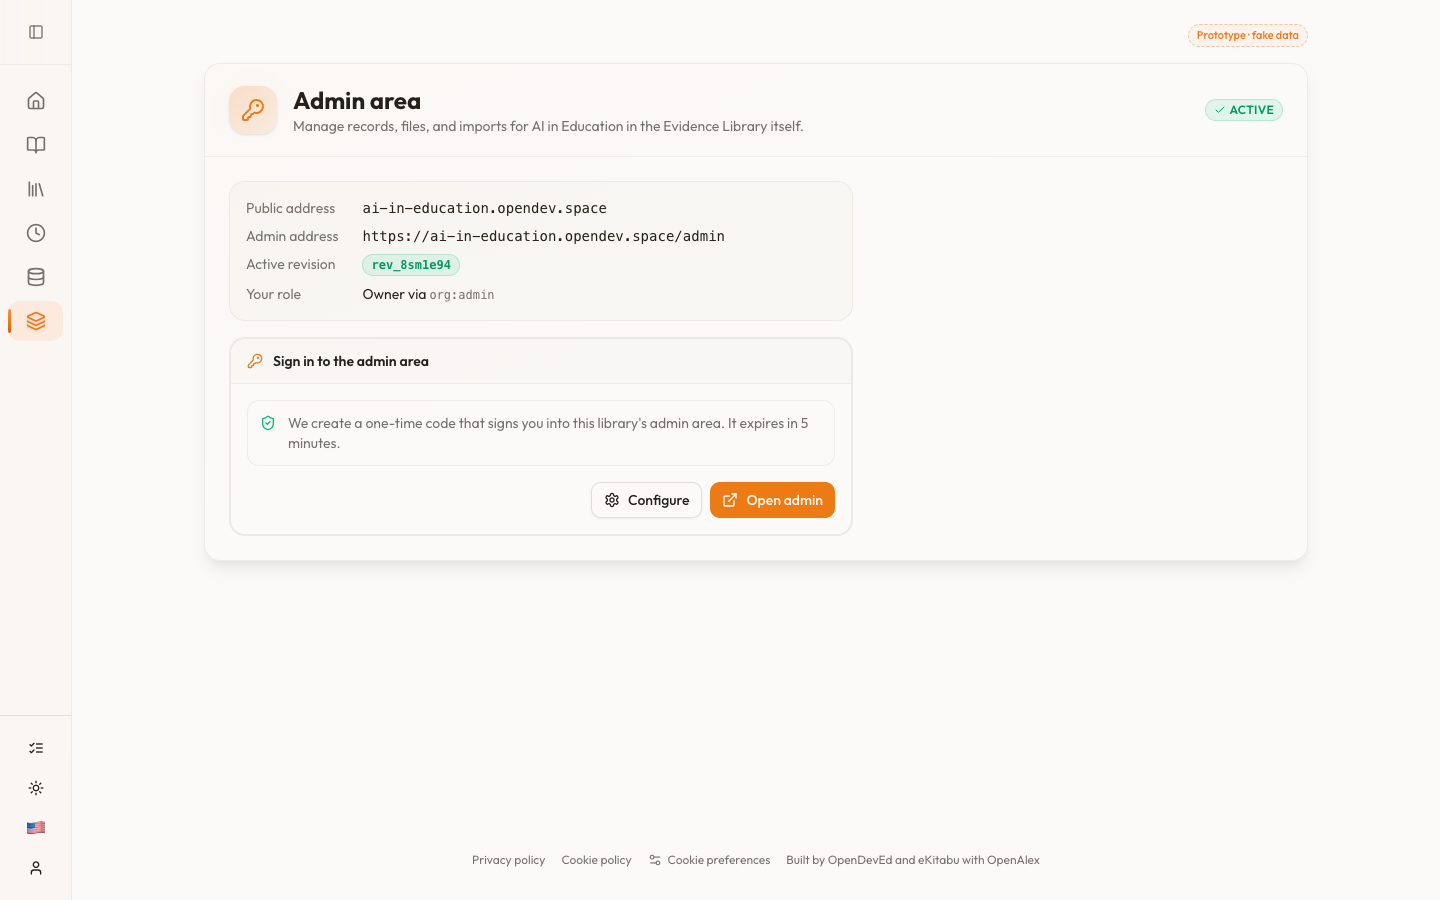 Prototype · fake data
Admin area
Manage records, files, and imports for AI in Education in the Evidence Library itself.
ACTIVE
Public address ai-in-education.opendev.space
Admin address https://ai-in-education.opendev.space/admin
Active revision rev_8sm1e94
Your role Owner via org:admin
Sign in to the admin area
We create a one-time code that signs you into this library's admin area. It expires in 5
minutes.
Configure Open admin
Privacy policy Cookie policy Cookie preferences Built by OpenDevEd and eKitabu with OpenAlex